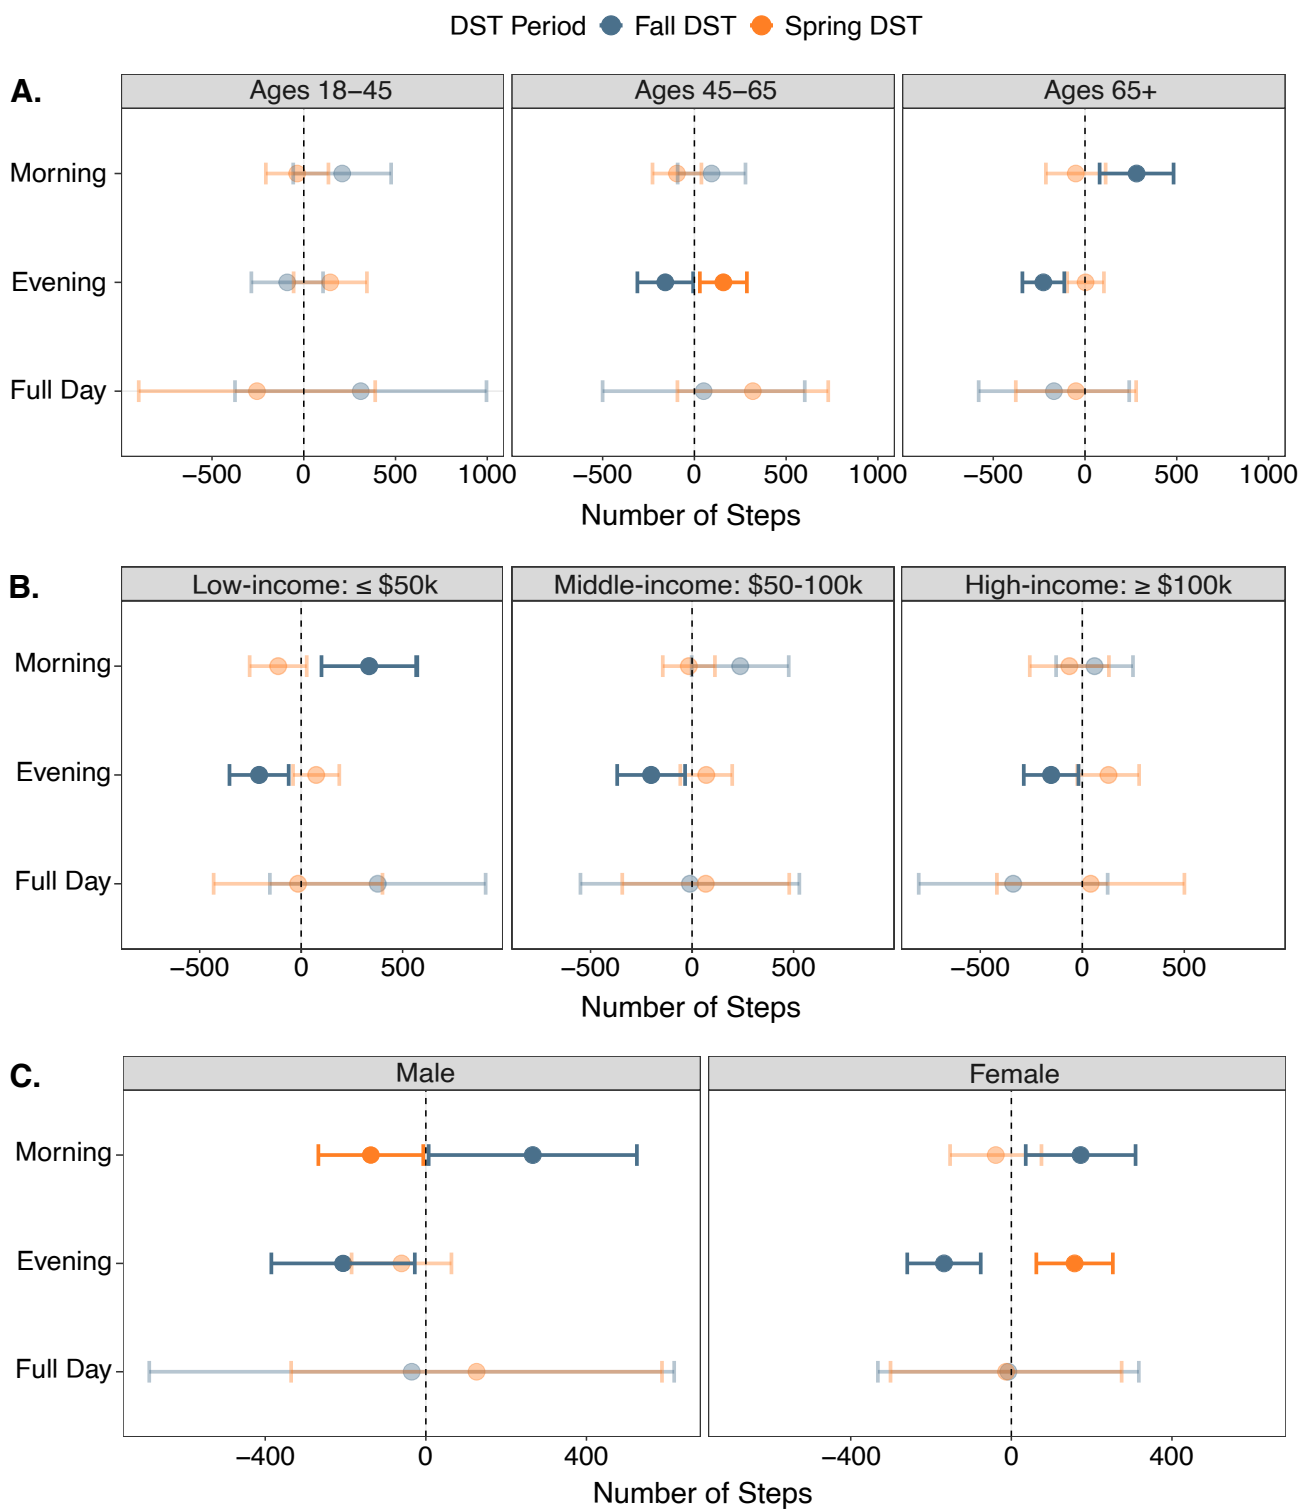 DST Period Fall DST Spring DST
A.
Ages 18–45 Ages 45–65 Ages 65+
Morning
Evening
Full Day
−500 0 500 1000 −500 0 500 1000 −500 0 500 1000
Number of Steps
B.
Low-income: ≤ $50k Middle-income: $50-100k High-income: ≥ $100k
Morning
Evening
Full Day
−500 0 500 −500 0 500 −500 0 500
Number of Steps
C.
Male Female
Morning
Evening
Full Day
−400 0 400 −400 0 400
Number of Steps